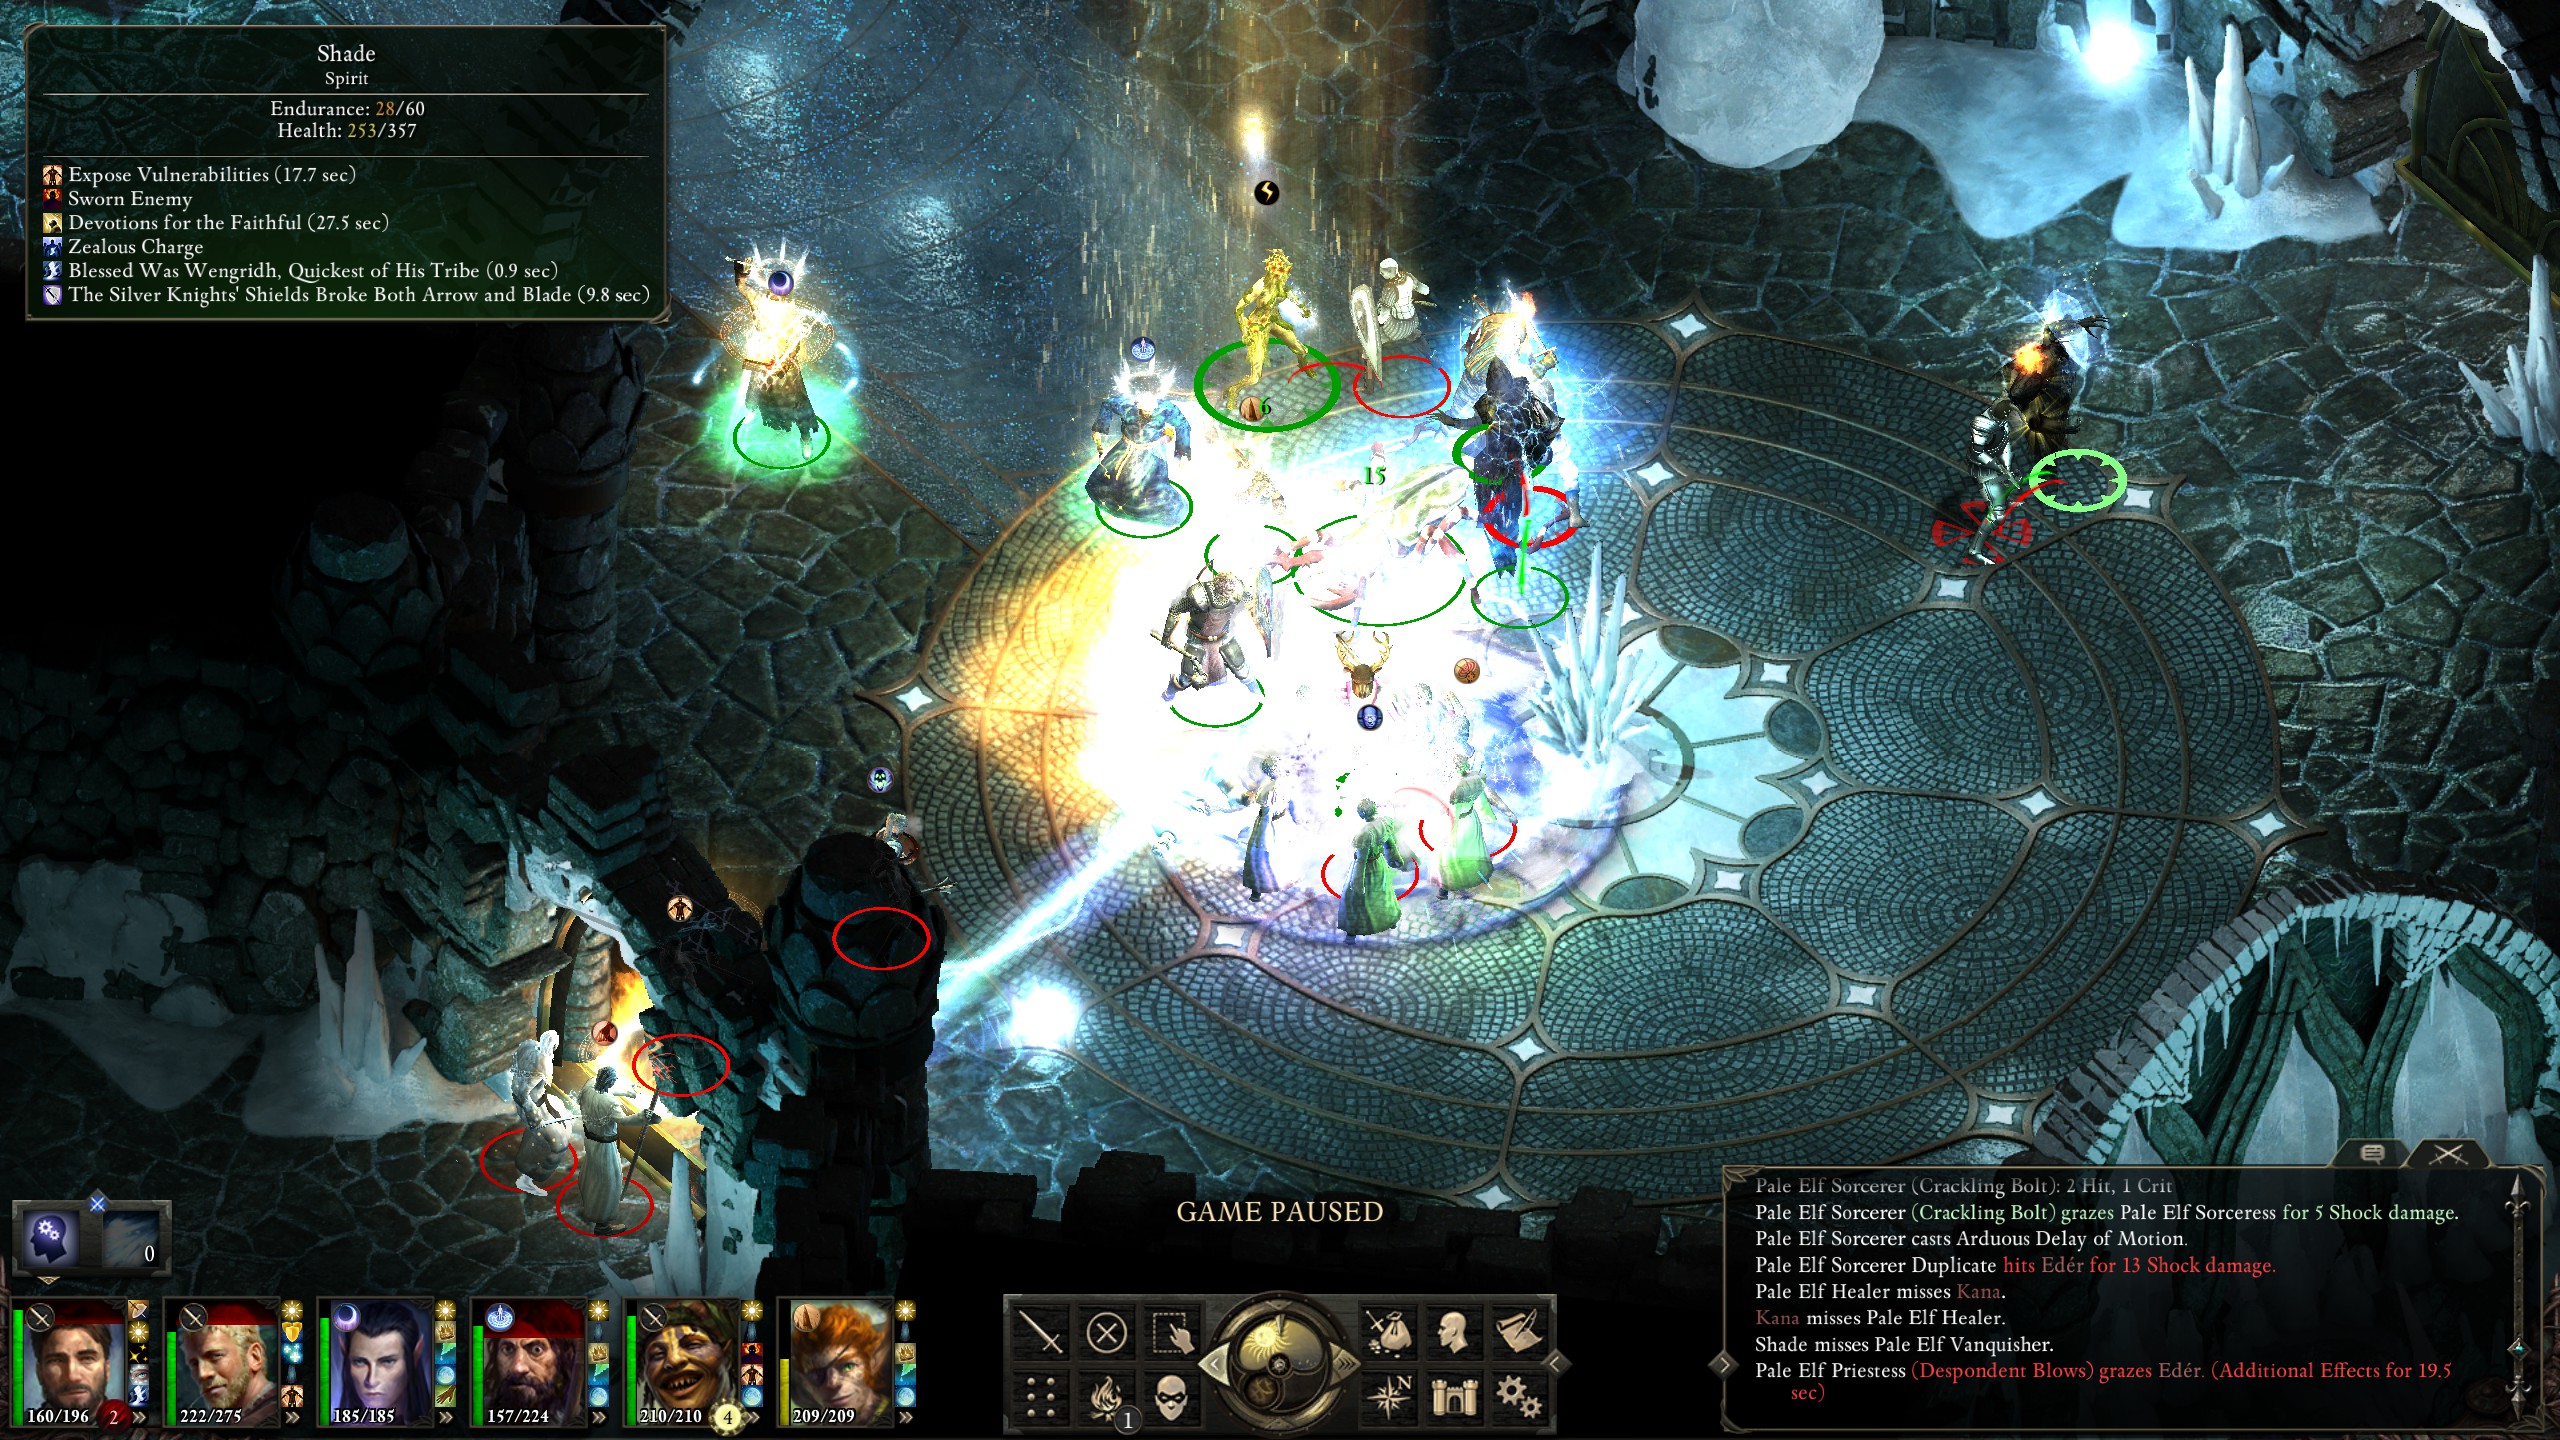 Shade
Spirit
Endurance: 28/60
Health: 253/357
Expose Vulnerabilities (17.7 sec)
Sworn Enemy
Devotions for the Faithful (27.5 sec)
Zealous Charge
Blessed Was Wengridh, Quickest of His Tribe (0.9 sec)
The Silver Knights' Shields Broke Both Arrow and Blade (9.8 sec)
6
15
GAME PAUSED
0
160/196
2
222/275
185/185
157/224
210/210
4
209/209
1
N
Pale Elf Sorcerer (Crackling Bolt): 2 Hit, 1 Crit
Pale Elf Sorcerer (Crackling Bolt) grazes Pale Elf Sorceress for 5 Shock damage.
Pale Elf Sorcerer casts Arduous Delay of Motion.
Pale Elf Sorcerer Duplicate hits Edér for 13 Shock damage.
Pale Elf Healer misses Kana.
Kana misses Pale Elf Healer.
Shade misses Pale Elf Vanquisher.
Pale Elf Priestess (Despondent Blows) grazes Edér. (Additional Effects for 19.5
sec)